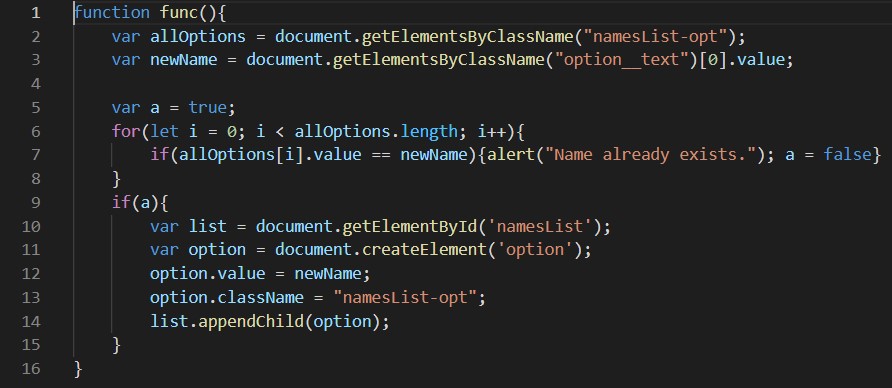 1 function func(){
2 var allOptions = document.getElementsByClassName("namesList-opt");
3 var newName = document.getElementsByClassName("option__text")[0].value;
4
5 var a = true;
6 for(let i = 0; i < allOptions.length; i++){
7 if(allOptions[i].value == newName){alert("Name already exists."); a = false}
8 }
9 if(a){
10 var list = document.getElementById('namesList');
11 var option = document.createElement('option');
12 option.value = newName;
13 option.className = "namesList-opt";
14 list.appendChild(option);
15 }
16 }